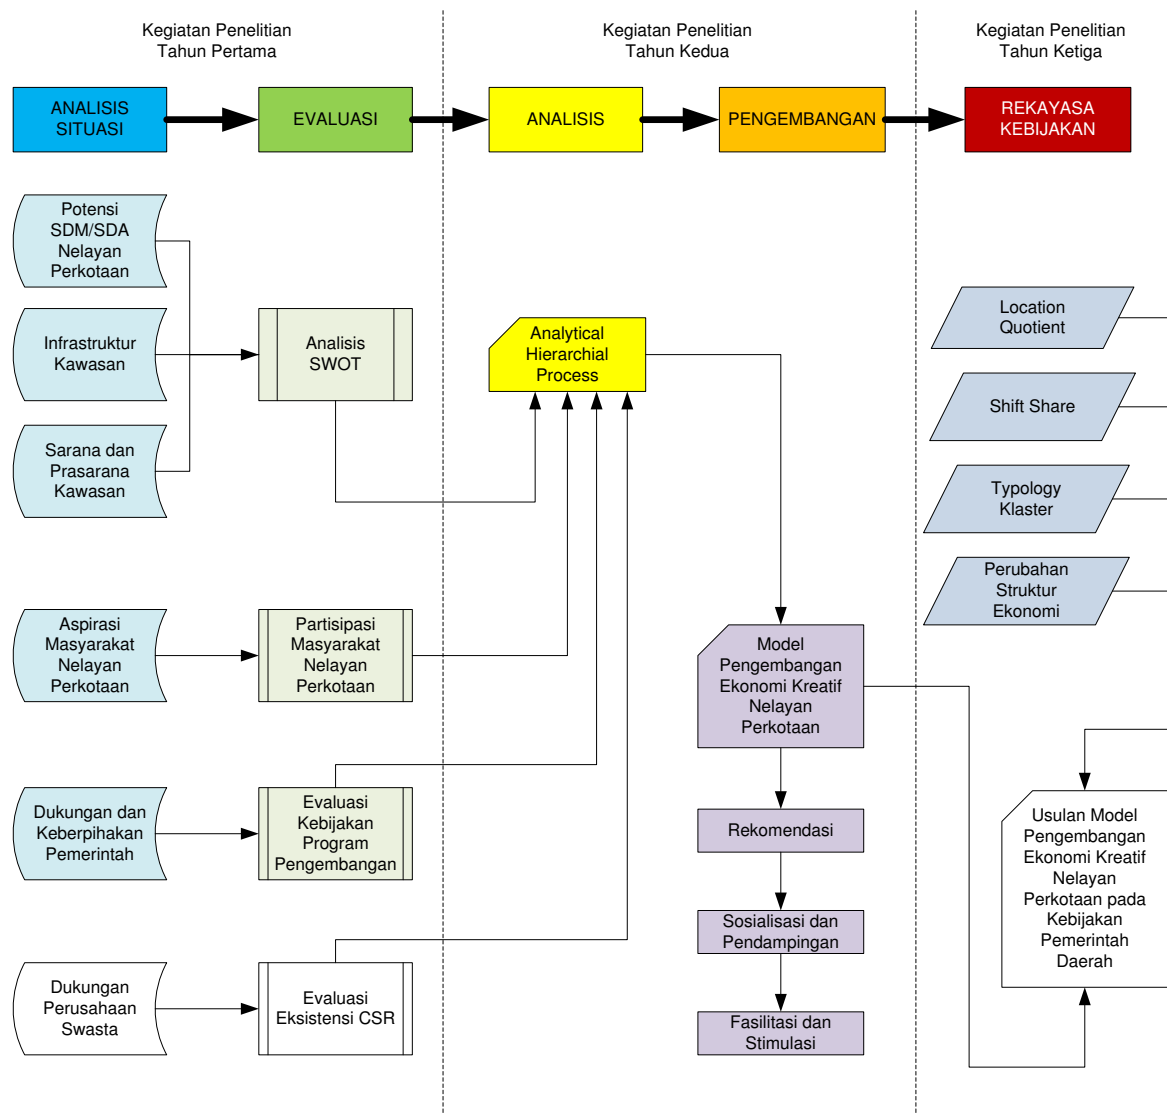 Kegiatan Penelitian
Tahun Pertama
Kegiatan Penelitian
Tahun Kedua
Kegiatan Penelitian
Tahun Ketiga
ANALISIS
SITUASI
EVALUASI
ANALISIS
PENGEMBANGAN
REKAYASA
KEBIJAKAN
Potensi
SDM/SDA
Nelayan
Perkotaan
Infrastruktur
Kawasan
Sarana dan
Prasarana
Kawasan
Analisis
SWOT
Analytical
Hierarchial
Process
Location
Quotient
Shift Share
Typology
Klaster
Perubahan
Struktur
Ekonomi
Aspirasi
Masyarakat
Nelayan
Perkotaan
Partisipasi
Masyarakat
Nelayan
Perkotaan
Model
Pengembangan
Ekonomi Kreatif
Nelayan
Perkotaan
Dukungan dan
Keberpihakan
Pemerintah
Evaluasi
Kebijakan
Program
Pengembangan
Rekomendasi
Sosialisasi dan
Pendampingan
Fasilitasi dan
Stimulasi
Usulan Model
Pengembangan
Ekonomi Kreatif
Nelayan
Perkotaan pada
Kebijakan
Pemerintah
Daerah
Dukungan
Perusahaan
Swasta
Evaluasi
Eksistensi CSR